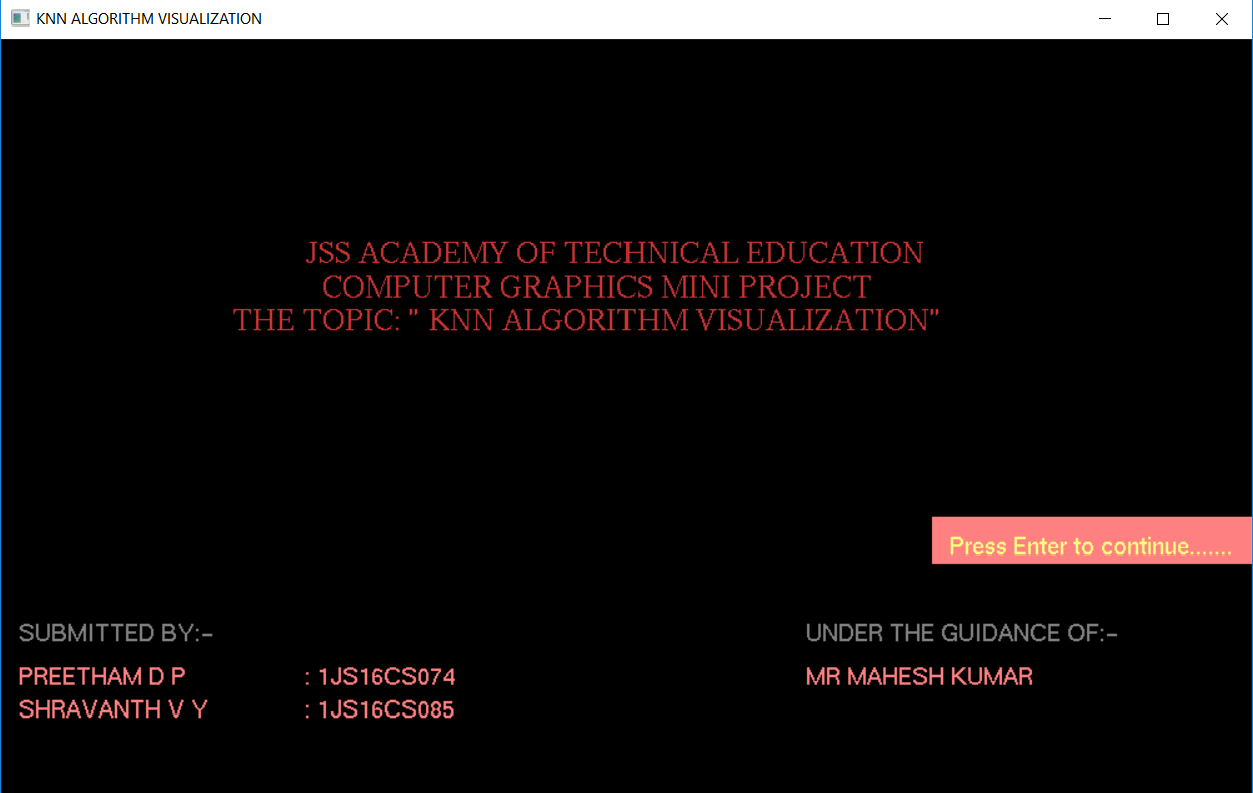 KNN ALGORITHM VISUALIZATION
JSS ACADEMY OF TECHNICAL EDUCATION
COMPUTER GRAPHICS MINI PROJECT
THE TOPIC: " KNN ALGORITHM VISUALIZATION"
Press Enter to continue.......
SUBMITTED BY:-
UNDER THE GUIDANCE OF:-
PREETHAM D P : 1JS16CS074
MR MAHESH KUMAR
SHRAVANTH V Y : 1JS16CS085